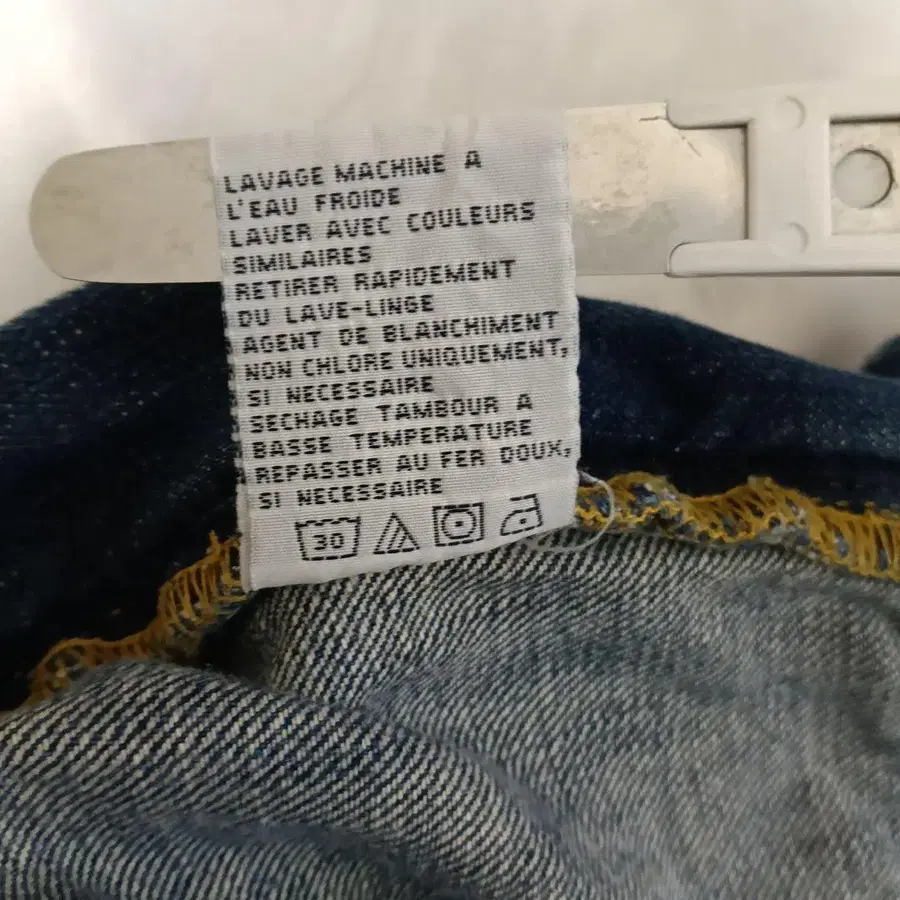 LAVAGE MACHINE A
L'EAU FROIDE
LAVER AVEC COULEURS
SIMILAIRES
RETIRER RAPIDEMENT
DU LAVE-LINGE
AGENT DE BLANCHIMENT
NON CHLORE UNIQUEMENT,
SI NECESSAIRE
SECHAGE TAMBOUR A
BASSE TEMPERATURE
REPASSER AU FER DOUX,
SI NECESSAIRE
30